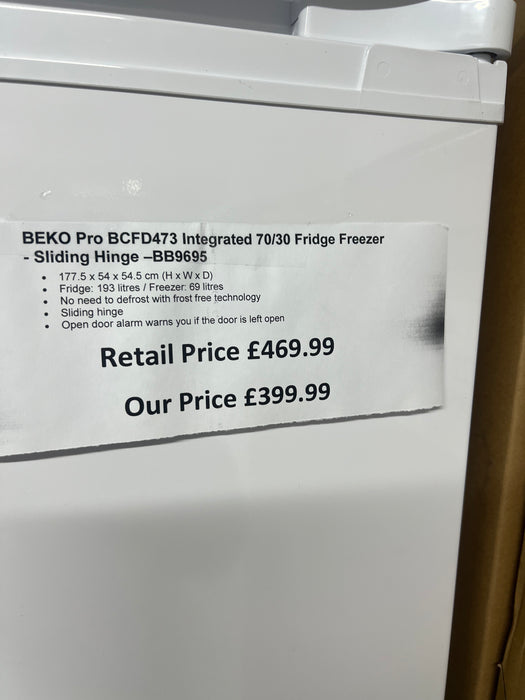 BEKO Pro BCFD473 Integrated 70/30 Fridge Freezer
- Sliding Hinge –BB9695
• 177.5 x 54 x 54.5 cm (H x W x D)
• Fridge: 193 litres / Freezer: 69 litres
• No need to defrost with frost free technology
• Sliding hinge
• Open door alarm warns you if the door is left open
Retail Price £469.99
Our Price £399.99